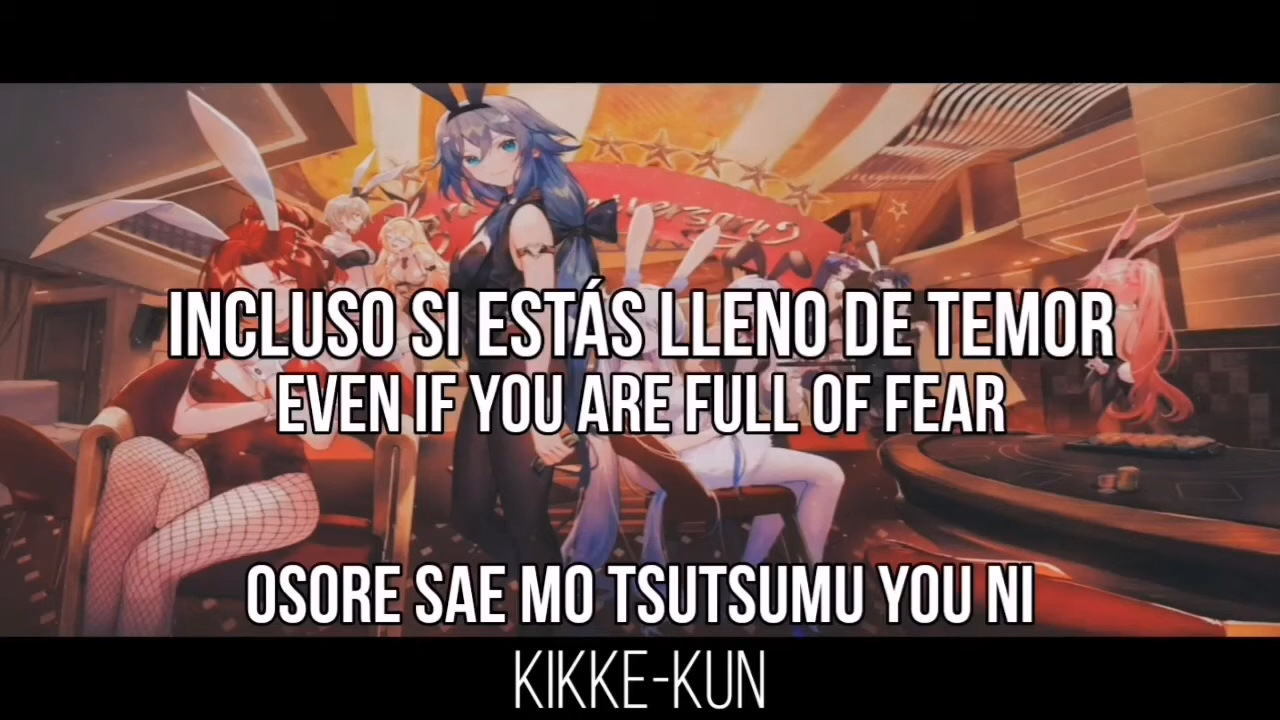 INCLUSO SI ESTÁS LLENO DE TEMOR
EVEN IF YOU ARE FULL OF FEAR
OSORE SAE MO TSUTSUMU YOU NI
KIKKE-KUN